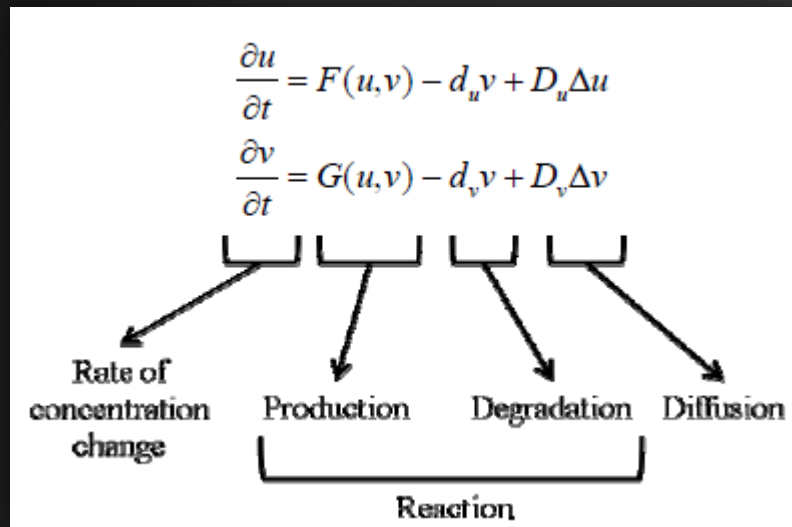 ∂u/∂t = F(u,v) − d_u v + D_u Δu
∂v/∂t = G(u,v) − d_v v + D_v Δv
Rate of
concentration
change
Production
Degradation
Diffusion
Reaction